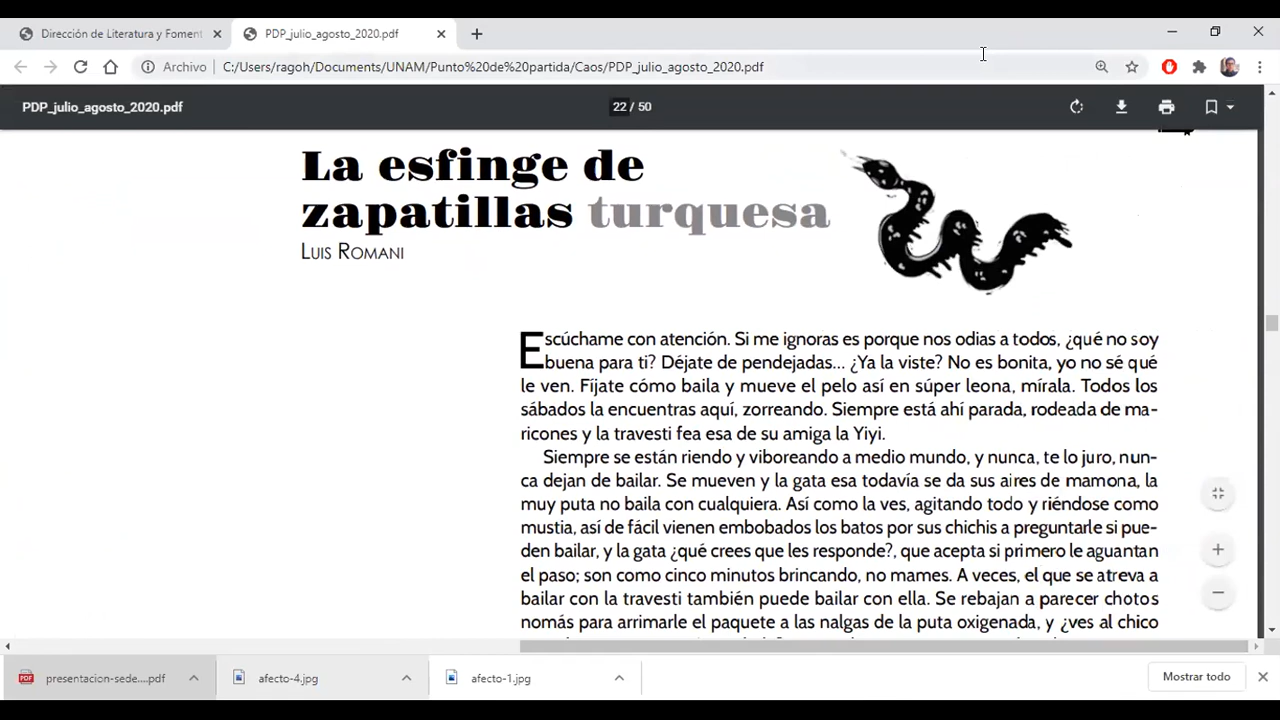 Dirección de Literatura y Foment
PDP_julio_agosto_2020.pdf
Archivo
C:/Users/ragoh/Documents/UNAM/Punto%20de%20partida/Caos/PDP_julio_agosto_2020.pdf
PDP_julio_agosto_2020.pdf
22 / 50
La esfinge de
zapatillas turquesa
LUIS ROMANI
Escúchame con atención. Si me ignoras es porque nos odias a todos, ¿qué no soy
buena para ti? Déjate de pendejadas... ¿Ya la viste? No es bonita, yo no sé qué
le ven. Fíjate cómo baila y mueve el pelo así en súper leona, mírala. Todos los
sábados la encuentras aquí, zorreando. Siempre está ahí parada, rodeada de ma-
ricones y la travesti fea esa de su amiga la Yiyi.
Siempre se están riendo y viboreando a medio mundo, y nunca, te lo juro, nun-
ca dejan de bailar. Se mueven y la gata esa todavía se da sus aires de mamona, la
muy puta no baila con cualquiera. Así como la ves, agitando todo y riéndose como
mustia, así de fácil vienen embobados los batos por sus chichis a preguntarle si pue-
den bailar, y la gata ¿qué crees que les responde?, que acepta si primero le aguantan
el paso; son como cinco minutos brincando, no mames. A veces, el que se atreva a
bailar con la travesti también puede bailar con ella. Se rebajan a parecer chotos
nomás para arrimarle el paquete a las nalgas de la puta oxigenada, y ¿ves al chico
presentacion-sede....pdf
afecto-4.jpg
afecto-1.jpg
Mostrar todo